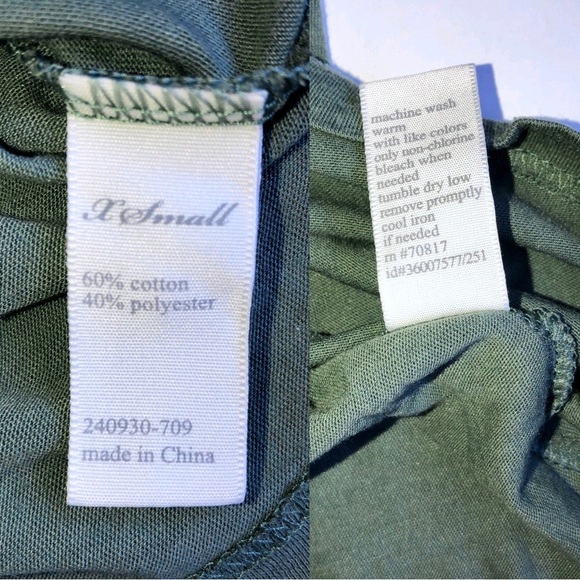 X Small
60% cotton
40% polyester
240930-709
made in China
machine wash
warm
with like colors
only non-chlorine
bleach when
needed
tumble dry low
remove promptly
cool iron
if needed
rn #70817
id#36007577/251